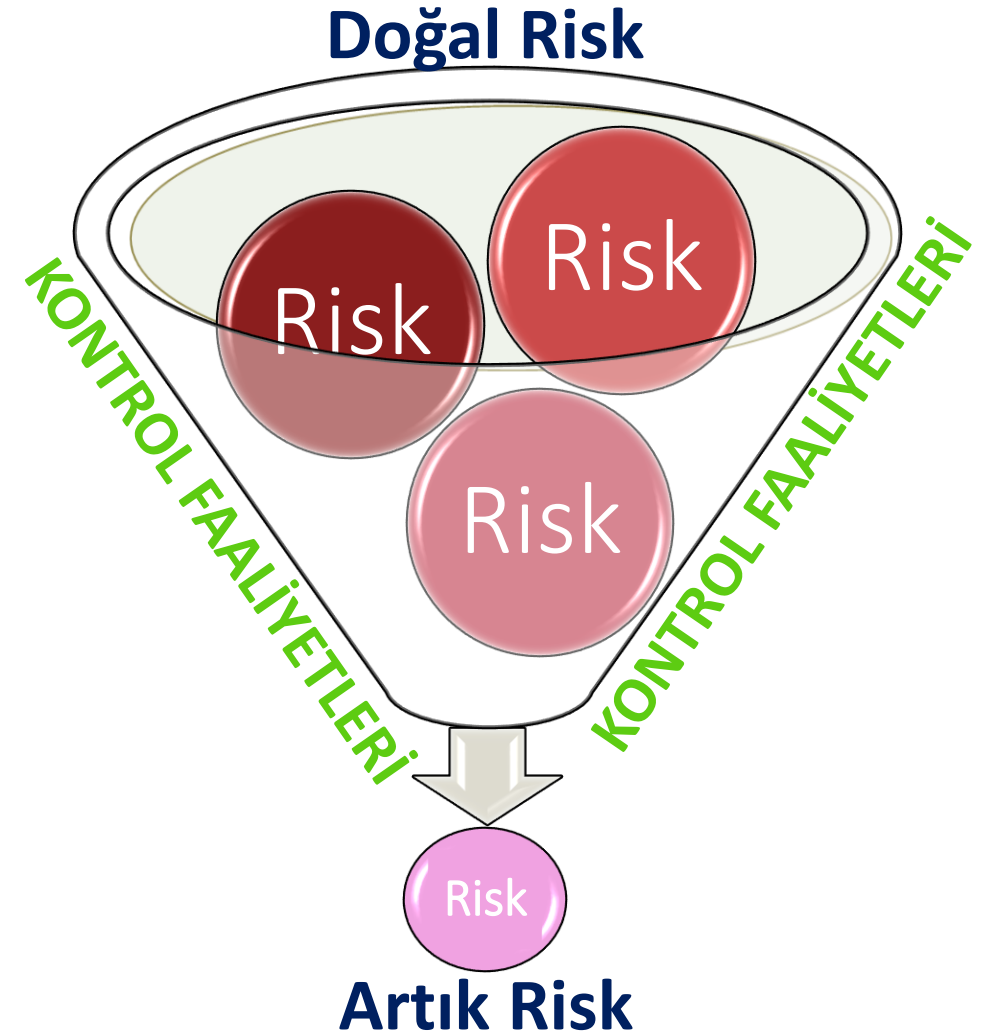 Doğal Risk
Risk
Risk
Risk
KONTROL FAALİYETLERİ
KONTROL FAALİYETLERİ
Risk
Artık Risk